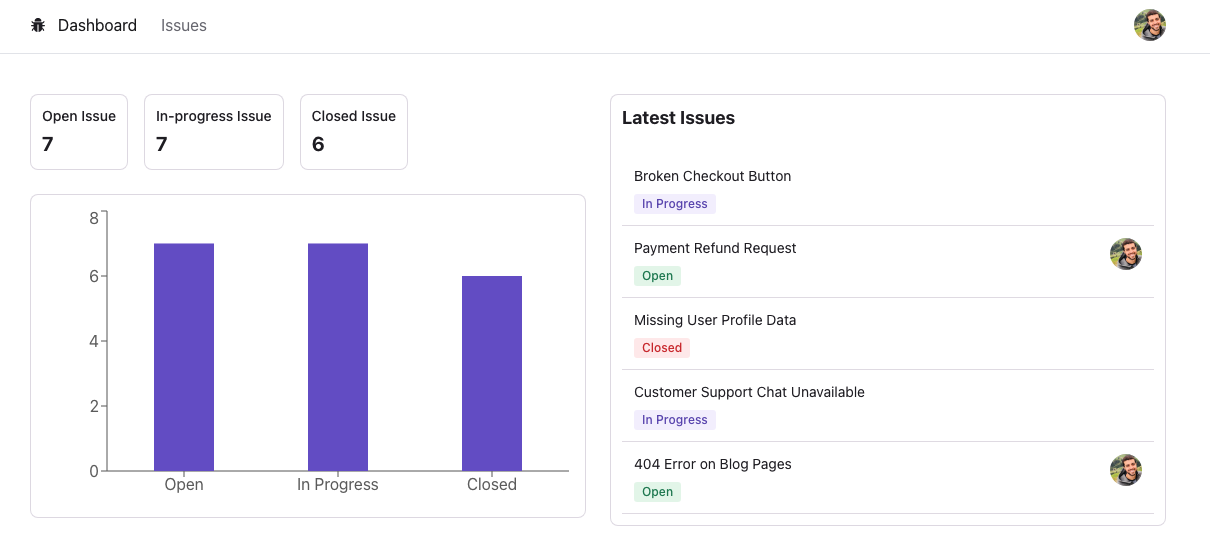 Dashboard Issues
Open Issue
7
In-progress Issue
7
Closed Issue
6
8
6
4
2
0
Open In Progress Closed
Latest Issues
Broken Checkout Button
In Progress
Payment Refund Request
Open
Missing User Profile Data
Closed
Customer Support Chat Unavailable
In Progress
404 Error on Blog Pages
Open